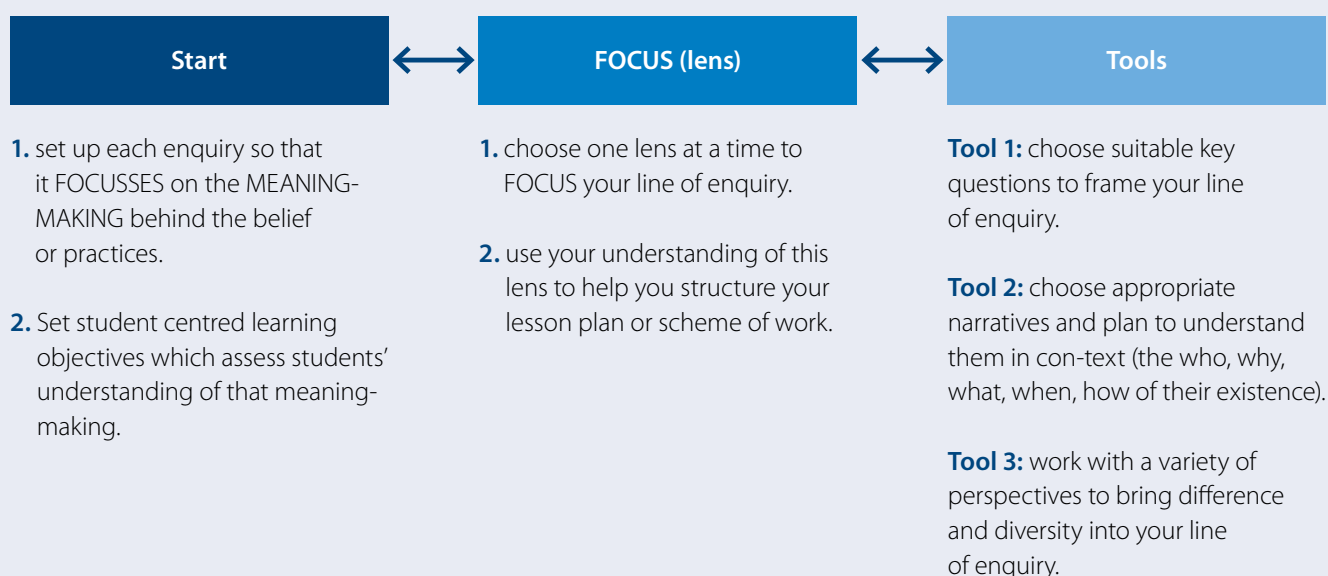 Start
1. set up each enquiry so that
it FOCUSSES on the MEANING-
MAKING behind the belief
or practices.
2. Set student centred learning
objectives which assess students’
understanding of that meaning-
making.
FOCUS (lens)
1. choose one lens at a time to
FOCUS your line of enquiry.
2. use your understanding of this
lens to help you structure your
lesson plan or scheme of work.
Tools
Tool 1: choose suitable key
questions to frame your line
of enquiry.
Tool 2: choose appropriate
narratives and plan to understand
them in con-text (the who, why,
what, when, how of their existence).
Tool 3: work with a variety of
perspectives to bring difference
and diversity into your line
of enquiry.